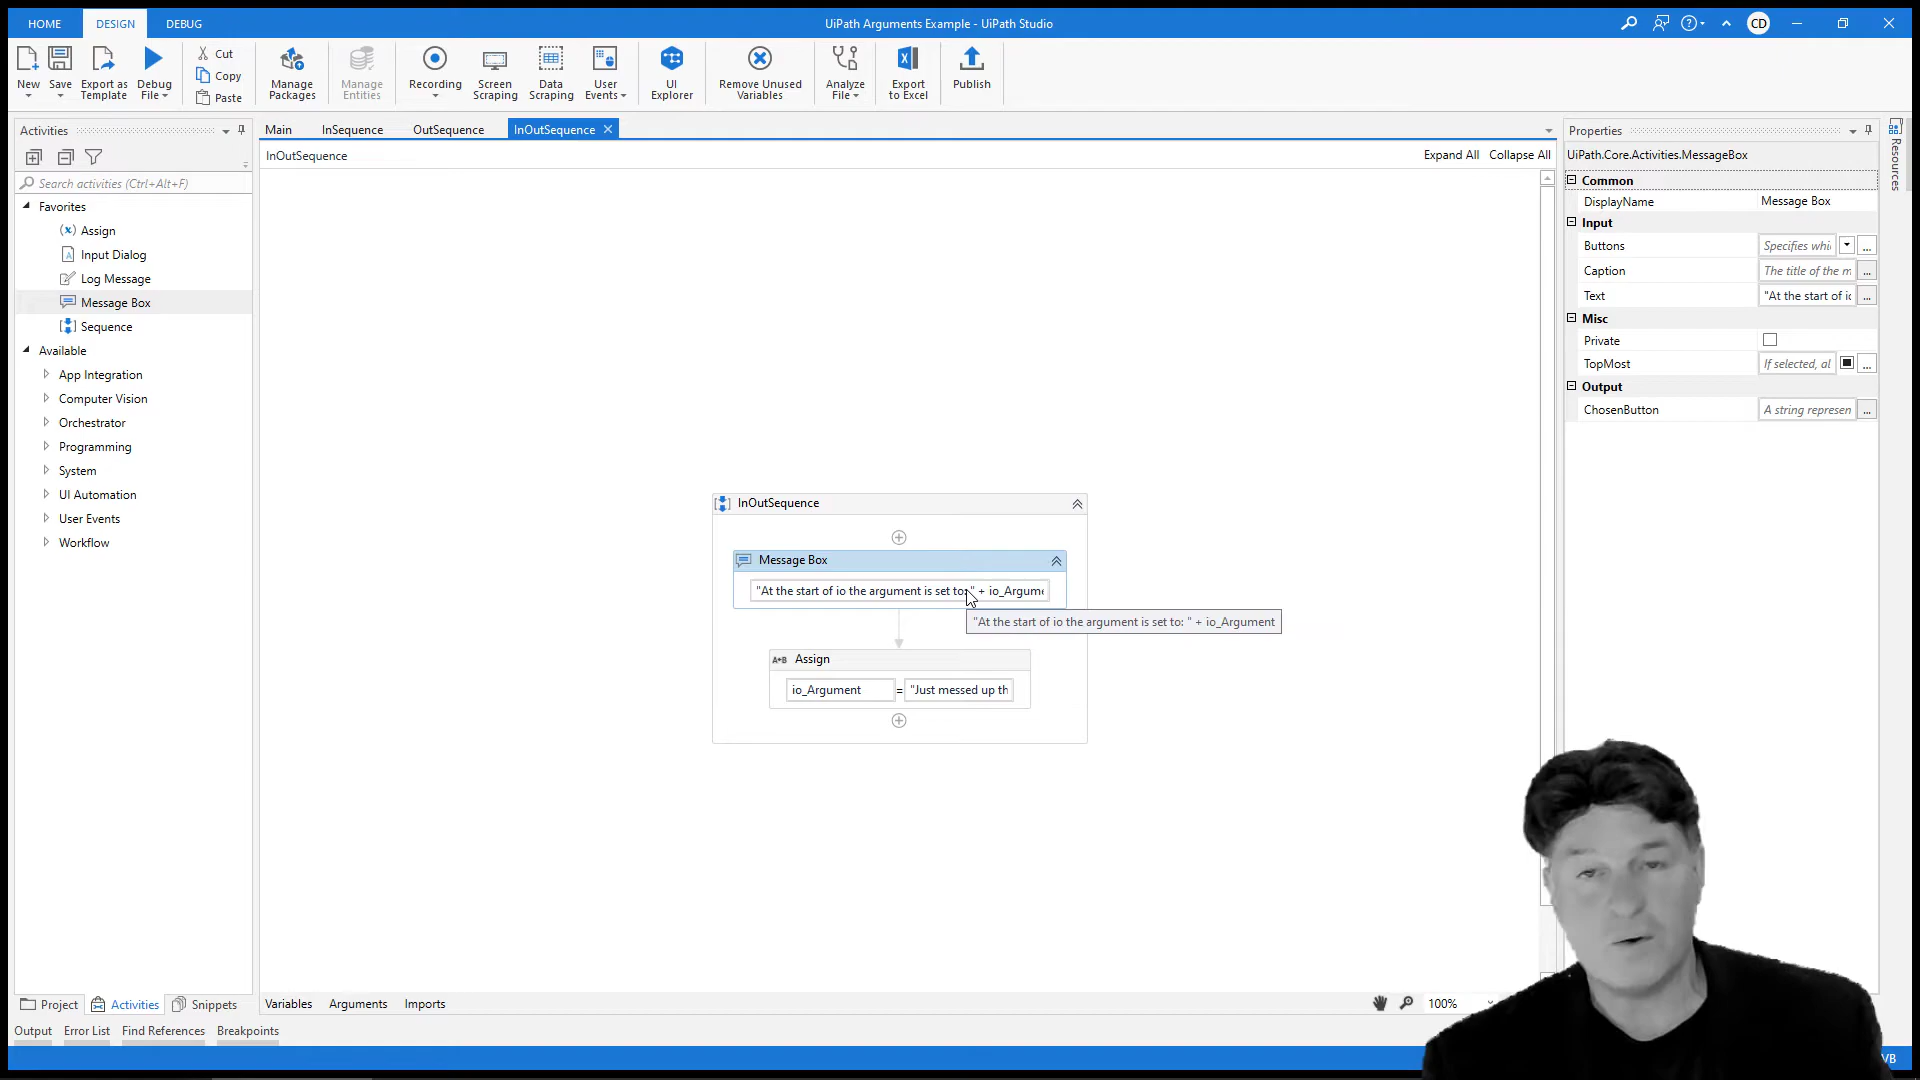 HOME
DESIGN
DEBUG
UiPath Arguments Example - UiPath Studio
CD
New
Save
Export as
Template
Debug
File
Cut
Copy
Paste
Manage
Packages
Manage
Entities
Recording
Screen
Scraping
Data
Scraping
User
Events
UI
Explorer
Remove Unused
Variables
Analyze
File
Export
to Excel
Publish
Activities
Main
InSequence
OutSequence
InOutSequence
Properties
Resources
InOutSequence
Expand All
Collapse All
UiPath.Core.Activities.MessageBox
Search activities (Ctrl+Alt+F)
Favorites
Assign
Input Dialog
Log Message
Message Box
Sequence
Available
App Integration
Computer Vision
Orchestrator
Programming
System
UI Automation
User Events
Workflow
InOutSequence
Message Box
"At the start of io the argument is set to: " + io_Argume
"At the start of io the argument is set to: " + io_Argument
Assign
io_Argument
=
"Just messed up th
Common
DisplayName
Message Box
Input
Buttons
Specifies whi
...
Caption
The title of the m
...
Text
"At the start of i
...
Misc
Private
TopMost
If selected, al
...
Output
ChosenButton
A string represen
...
Project
Activities
Snippets
Variables
Arguments
Imports
100%
Output
Error List
Find References
Breakpoints
VB